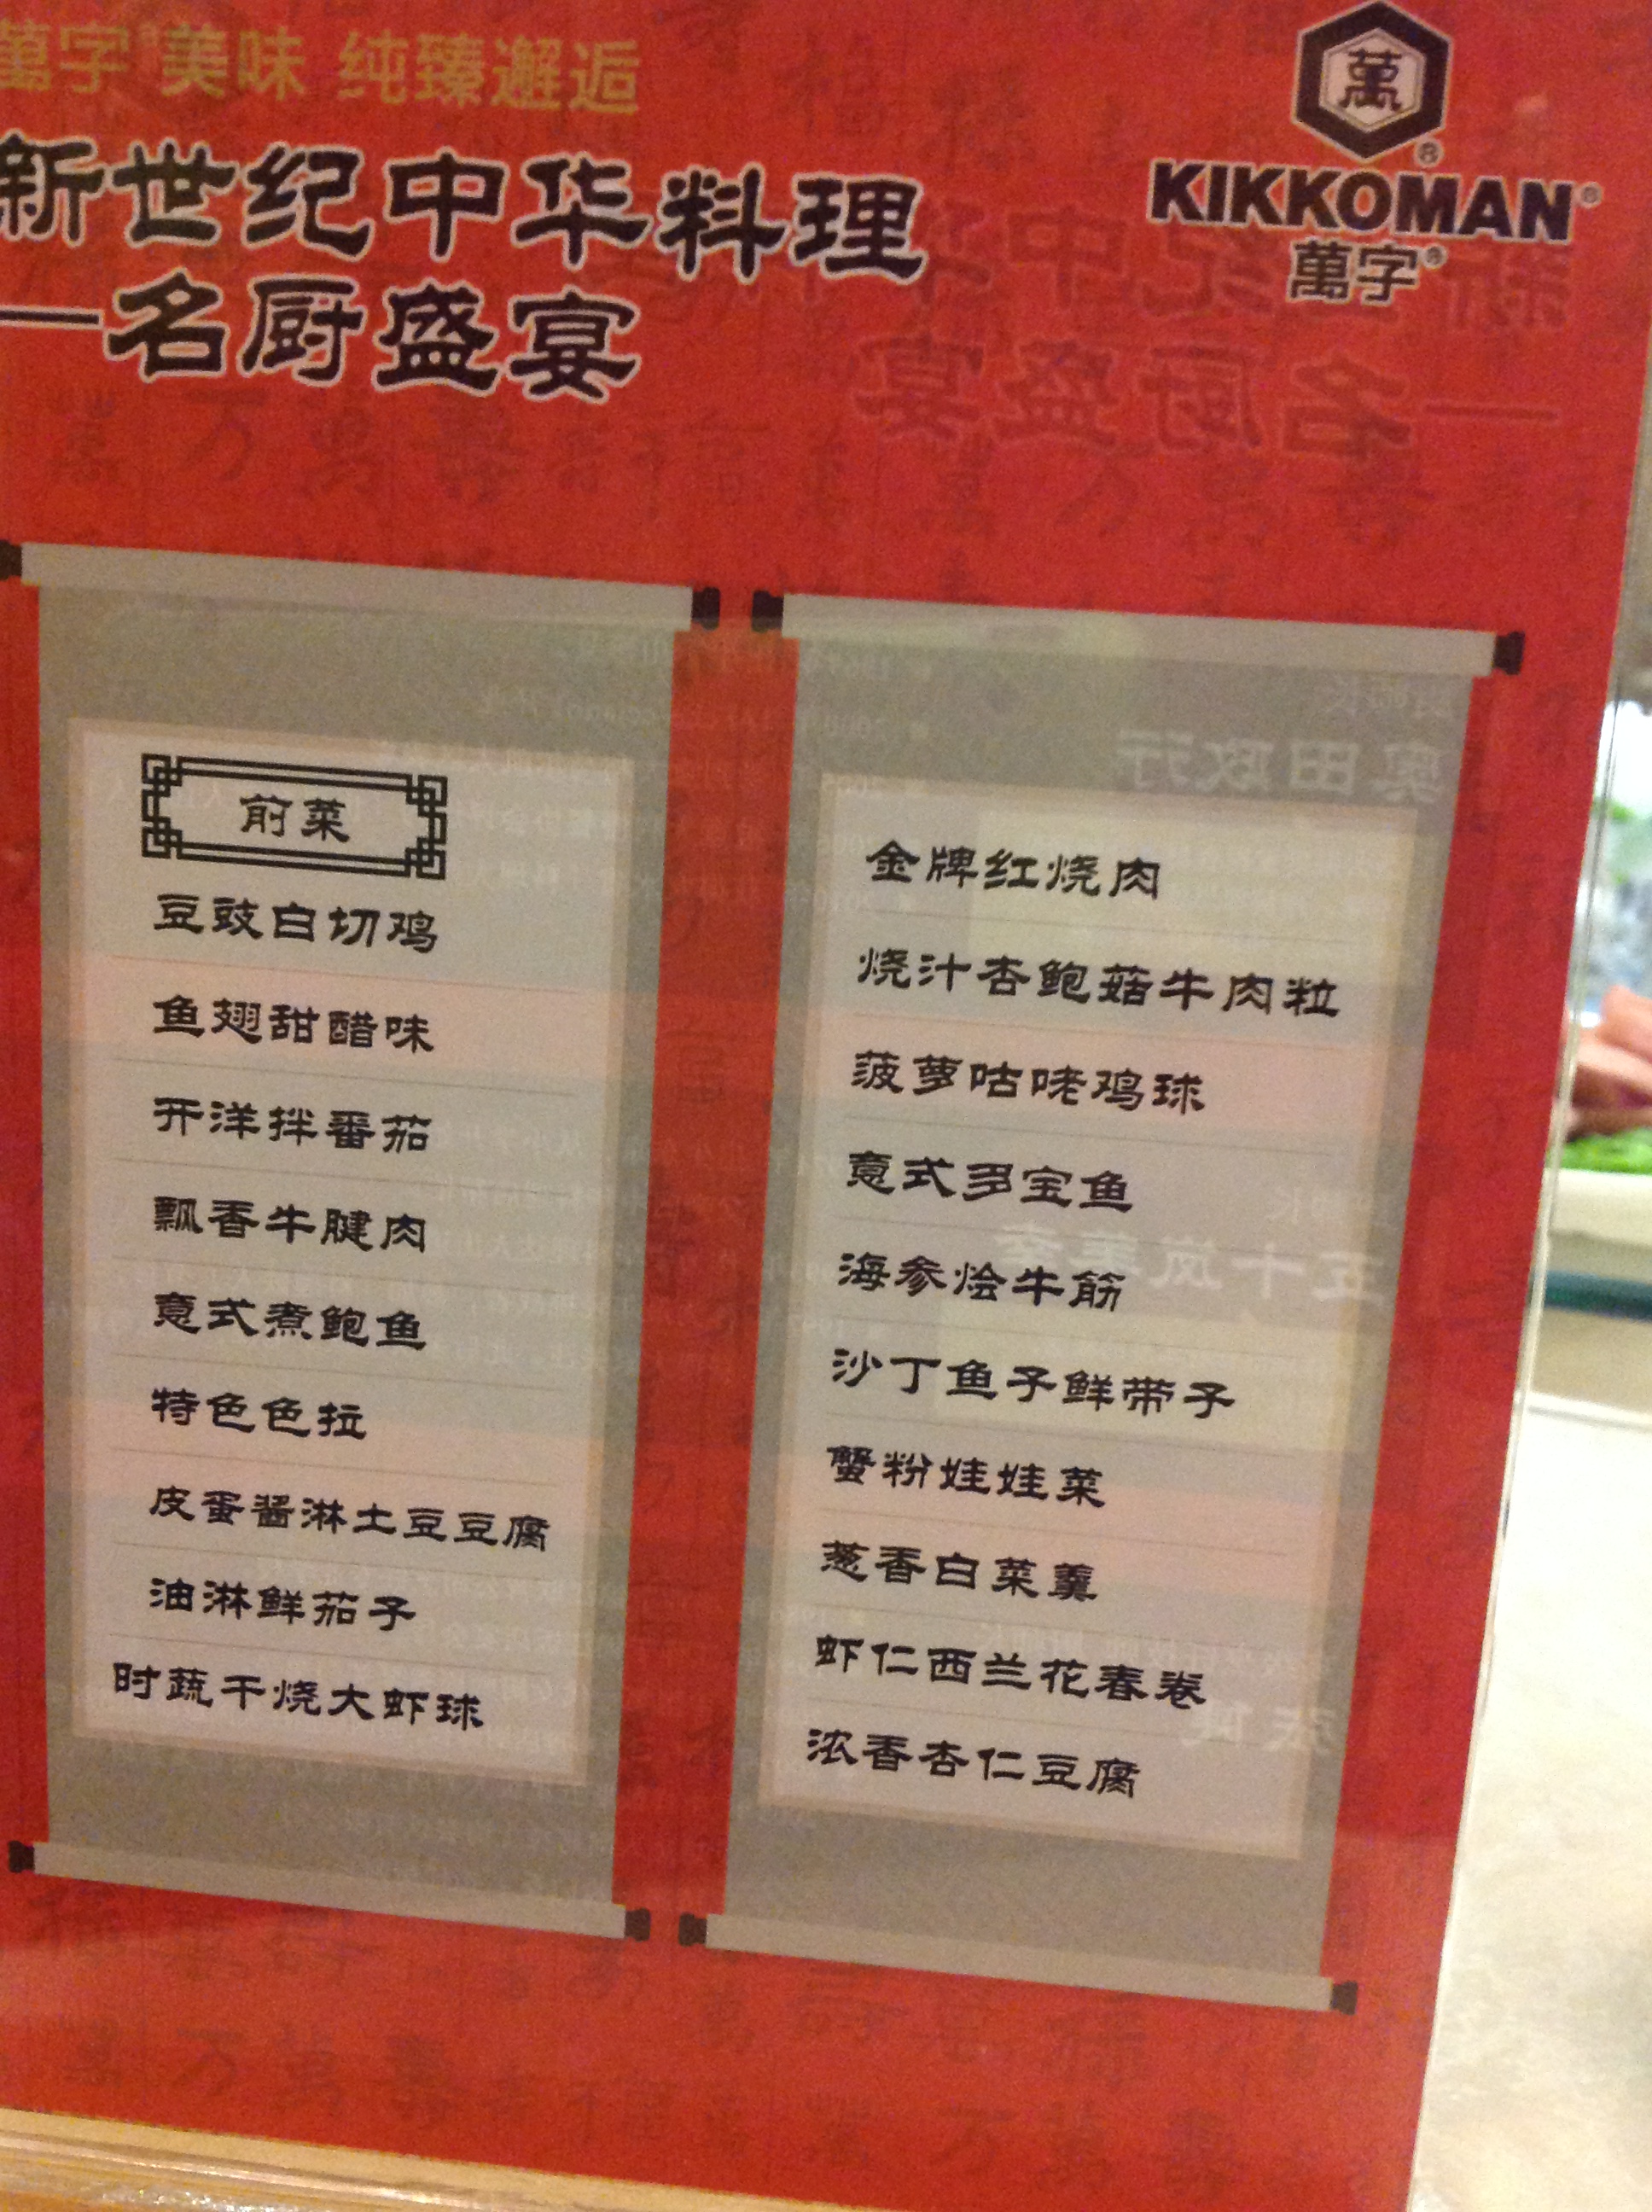 萬字 美味 纯臻邂逅
新世纪中华料理
—名厨盛宴
萬
KIKKOMAN®
萬字®
前菜
豆豉白切鸡
鱼翅甜醋味
开洋拌番茄
飘香牛腱肉
意式煮鲍鱼
特色色拉
皮蛋酱淋土豆豆腐
油淋鲜茄子
时蔬干烧大虾球
金牌红烧肉
烧汁杏鲍菇牛肉粒
菠萝咕咾鸡球
意式多宝鱼
海参烩牛筋
沙丁鱼子鲜带子
蟹粉娃娃菜
葱香白菜羹
虾仁西兰花春卷
浓香杏仁豆腐